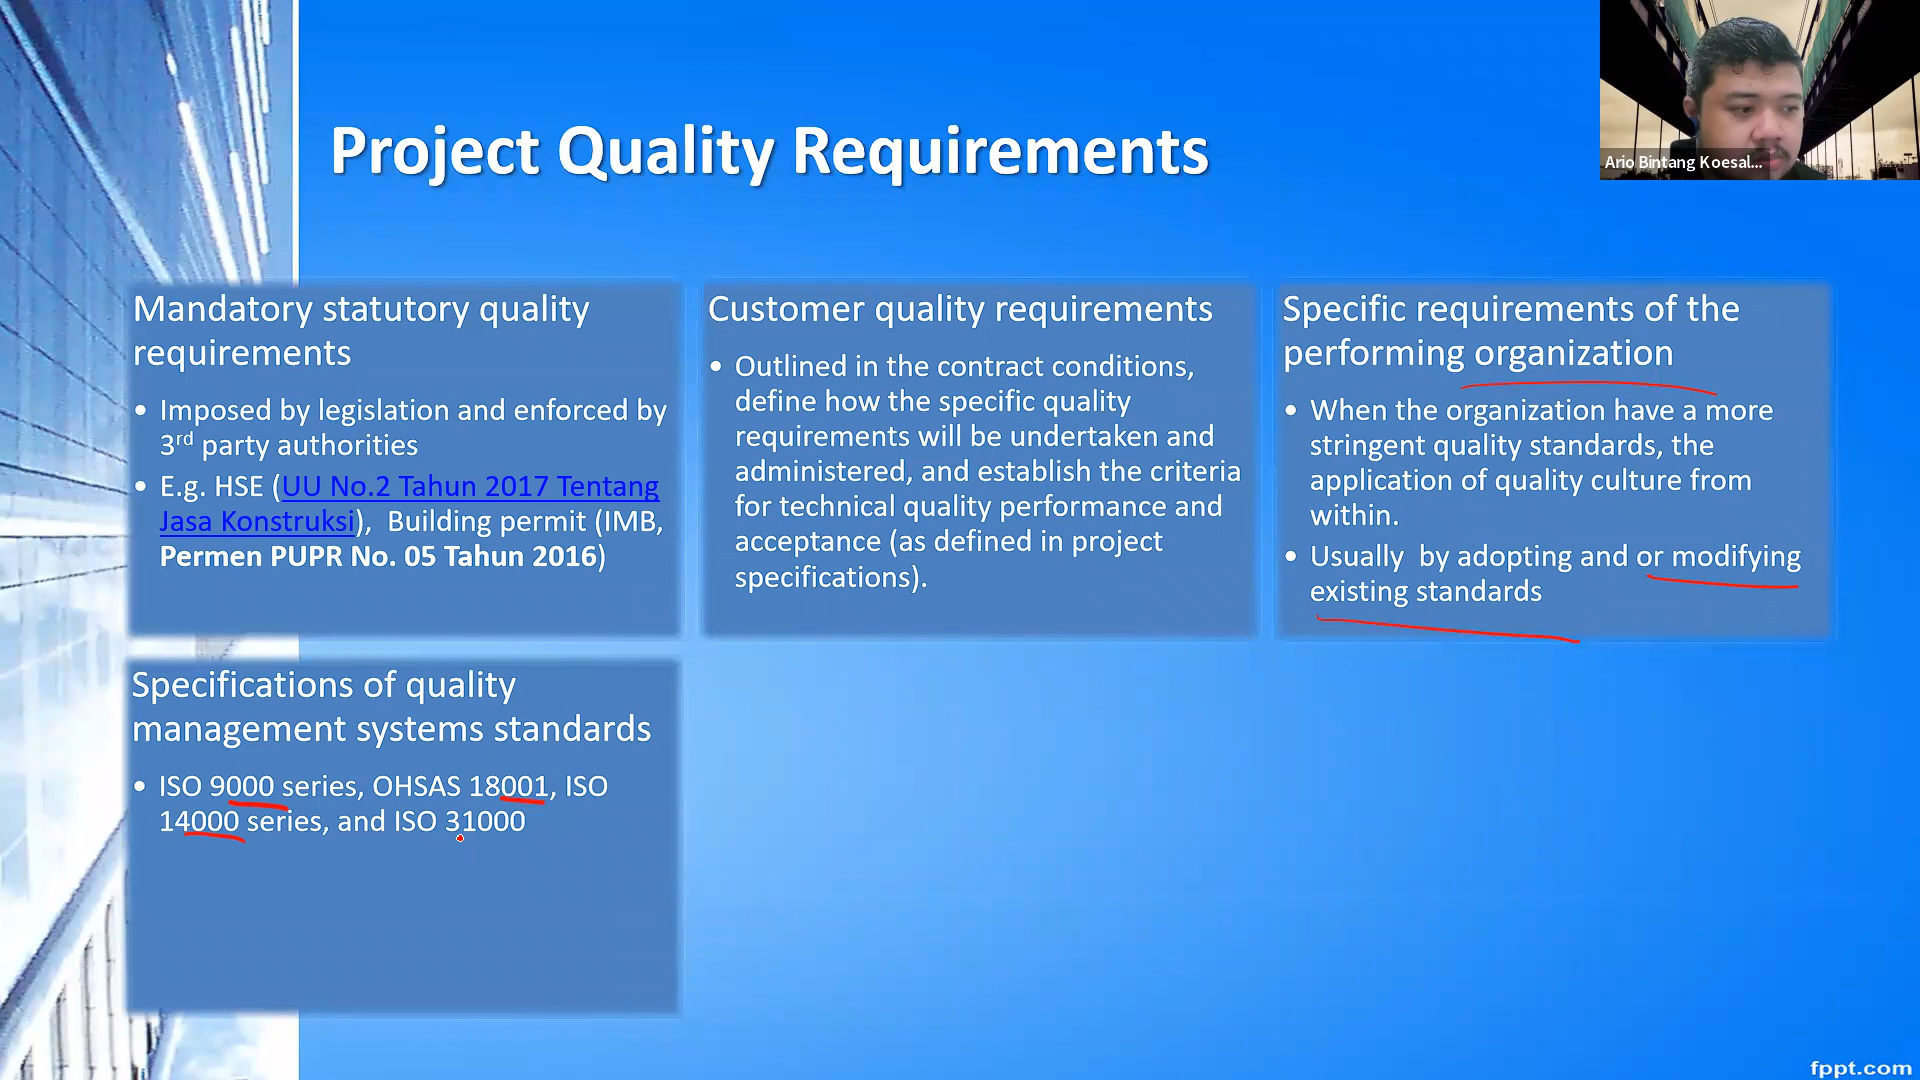 Project Quality Requirements
Ario Bintang Koesal...
Mandatory statutory quality
requirements
• Imposed by legislation and enforced by
3rd party authorities
• E.g. HSE (UU No.2 Tahun 2017 Tentang
Jasa Konstruksi), Building permit (IMB,
Permen PUPR No. 05 Tahun 2016)
Customer quality requirements
• Outlined in the contract conditions,
define how the specific quality
requirements will be undertaken and
administered, and establish the criteria
for technical quality performance and
acceptance (as defined in project
specifications).
Specific requirements of the
performing organization
• When the organization have a more
stringent quality standards, the
application of quality culture from
within.
• Usually by adopting and or modifying
existing standards
Specifications of quality
management systems standards
• ISO 9000 series, OHSAS 18001, ISO
14000 series, and ISO 31000
fppt.com